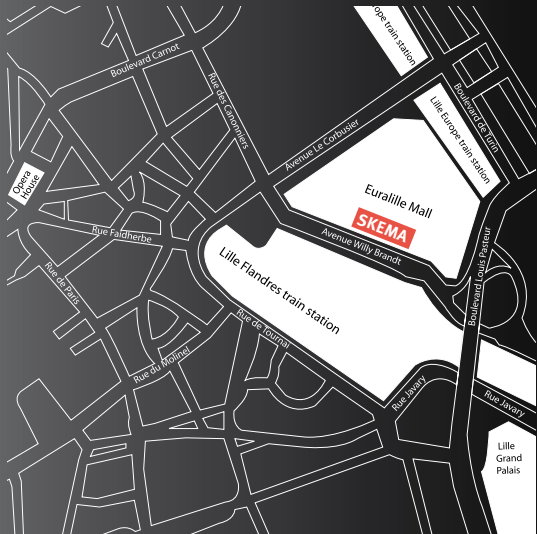 ope train station
Boulevard Carnot
Rue des Canonniers
Avenue Le Corbusier
Boulevard de Turin
Lille Europe train station
Opera
House
Euralille Mall
SKEMA
Rue Faidherbe
Avenue Willy Brandt
Boulevard Louis Pasteur
Lille Flandres train station
Rue de Paris
Rue de Tournai
Rue du Molinel
Rue Javary
Rue Javary
Lille
Grand
Palais